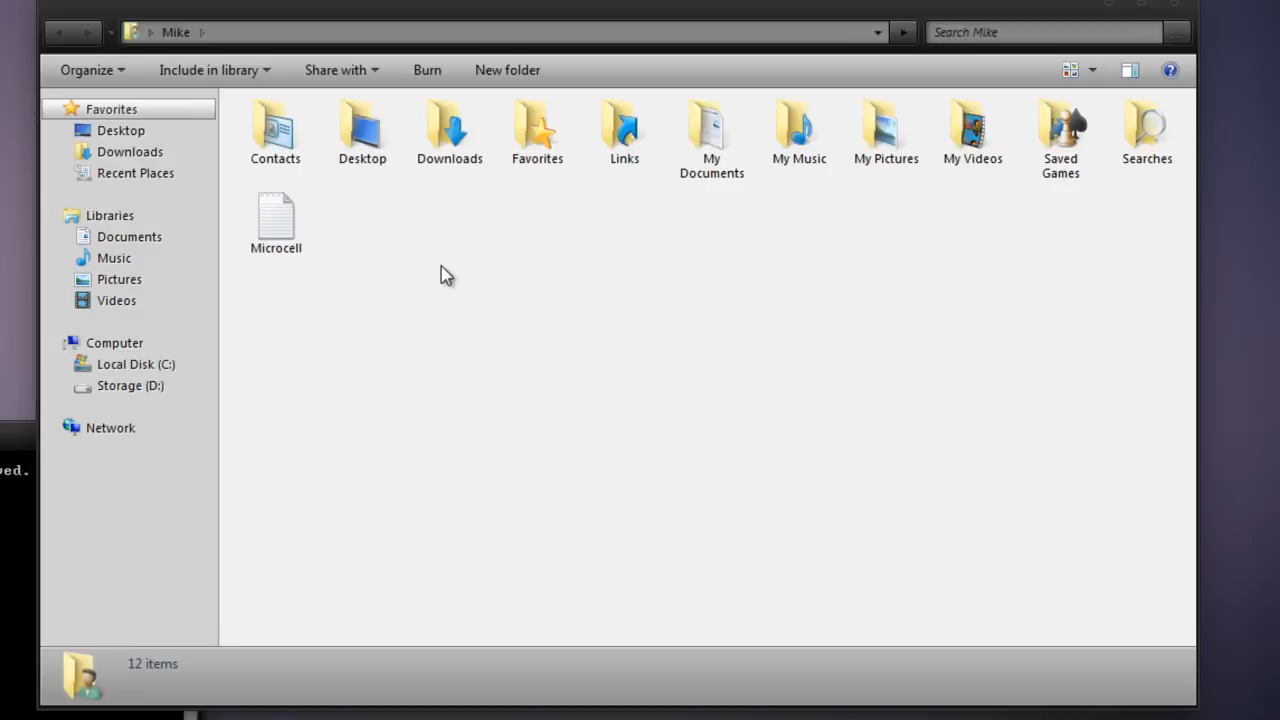 Mike
Search Mike
Organize Include in library Share with Burn New folder
Favorites
Desktop
Downloads
Recent Places
Libraries
Documents
Music
Pictures
Videos
Computer
Local Disk (C:)
Storage (D:)
Network
Contacts
Desktop
Downloads
Favorites
Links
My
Documents
My Music
My Pictures
My Videos
Saved
Games
Searches
Microcell
ved.
12 items